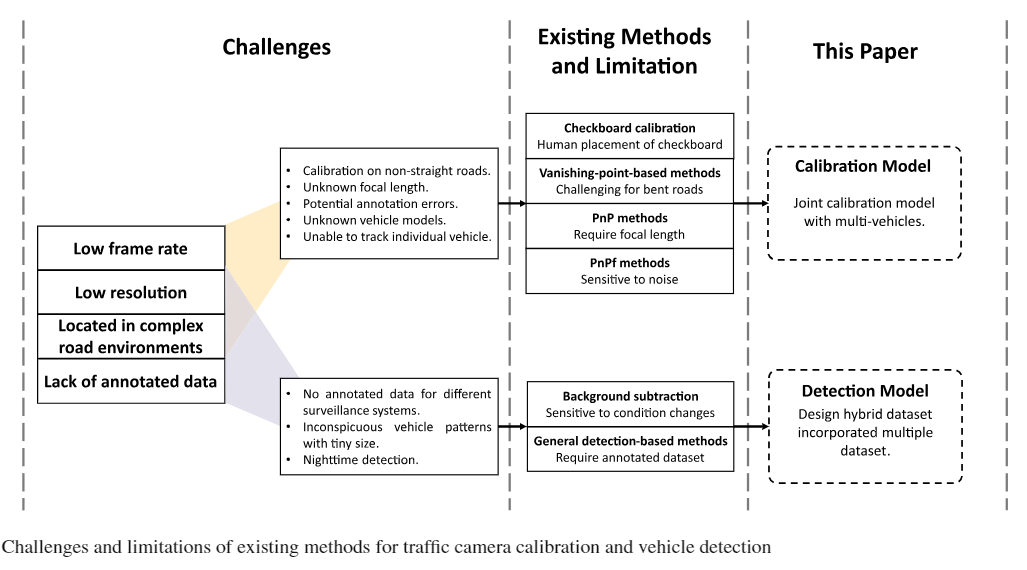 Challenges
Existing Methods
and Limitation
This Paper
Low frame rate
Low resolution
Located in complex
road environments
Lack of annotated data
• Calibration on non-straight roads.
• Unknown focal length.
• Potential annotation errors.
• Unknown vehicle models.
• Unable to track individual vehicle.
• No annotated data for different
surveillance systems.
• Inconspicuous vehicle patterns
with tiny size.
• Nighttime detection.
Checkboard calibration
Human placement of checkboard
Vanishing-point-based methods
Challenging for bent roads
PnP methods
Require focal length
PnPf methods
Sensitive to noise
Background subtraction
Sensitive to condition changes
General detection-based methods
Require annotated dataset
Calibration Model
Joint calibration model
with multi-vehicles.
Detection Model
Design hybrid dataset
incorporated multiple
dataset.
Challenges and limitations of existing methods for traffic camera calibration and vehicle detection